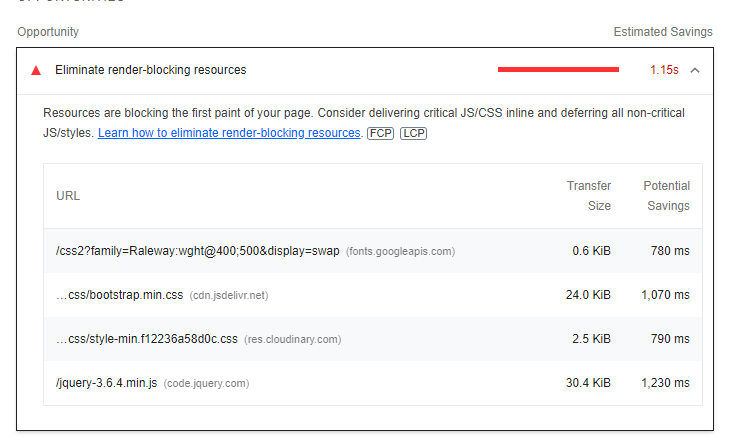 Opportunity Estimated Savings
Eliminate render-blocking resources 1.15s
Resources are blocking the first paint of your page. Consider delivering critical JS/CSS inline and deferring all non-critical
JS/styles. Learn how to eliminate render-blocking resources. FCP LCP
URL Transfer Size Potential Savings
/css2?family=Raleway:wght@400;500&display=swap (fonts.googleapis.com) 0.6 KiB 780 ms
…css/bootstrap.min.css (cdn.jsdelivr.net) 24.0 KiB 1,070 ms
…css/style-min.f12236a58d0c.css (res.cloudinary.com) 2.5 KiB 790 ms
/jquery-3.6.4.min.js (code.jquery.com) 30.4 KiB 1,230 ms